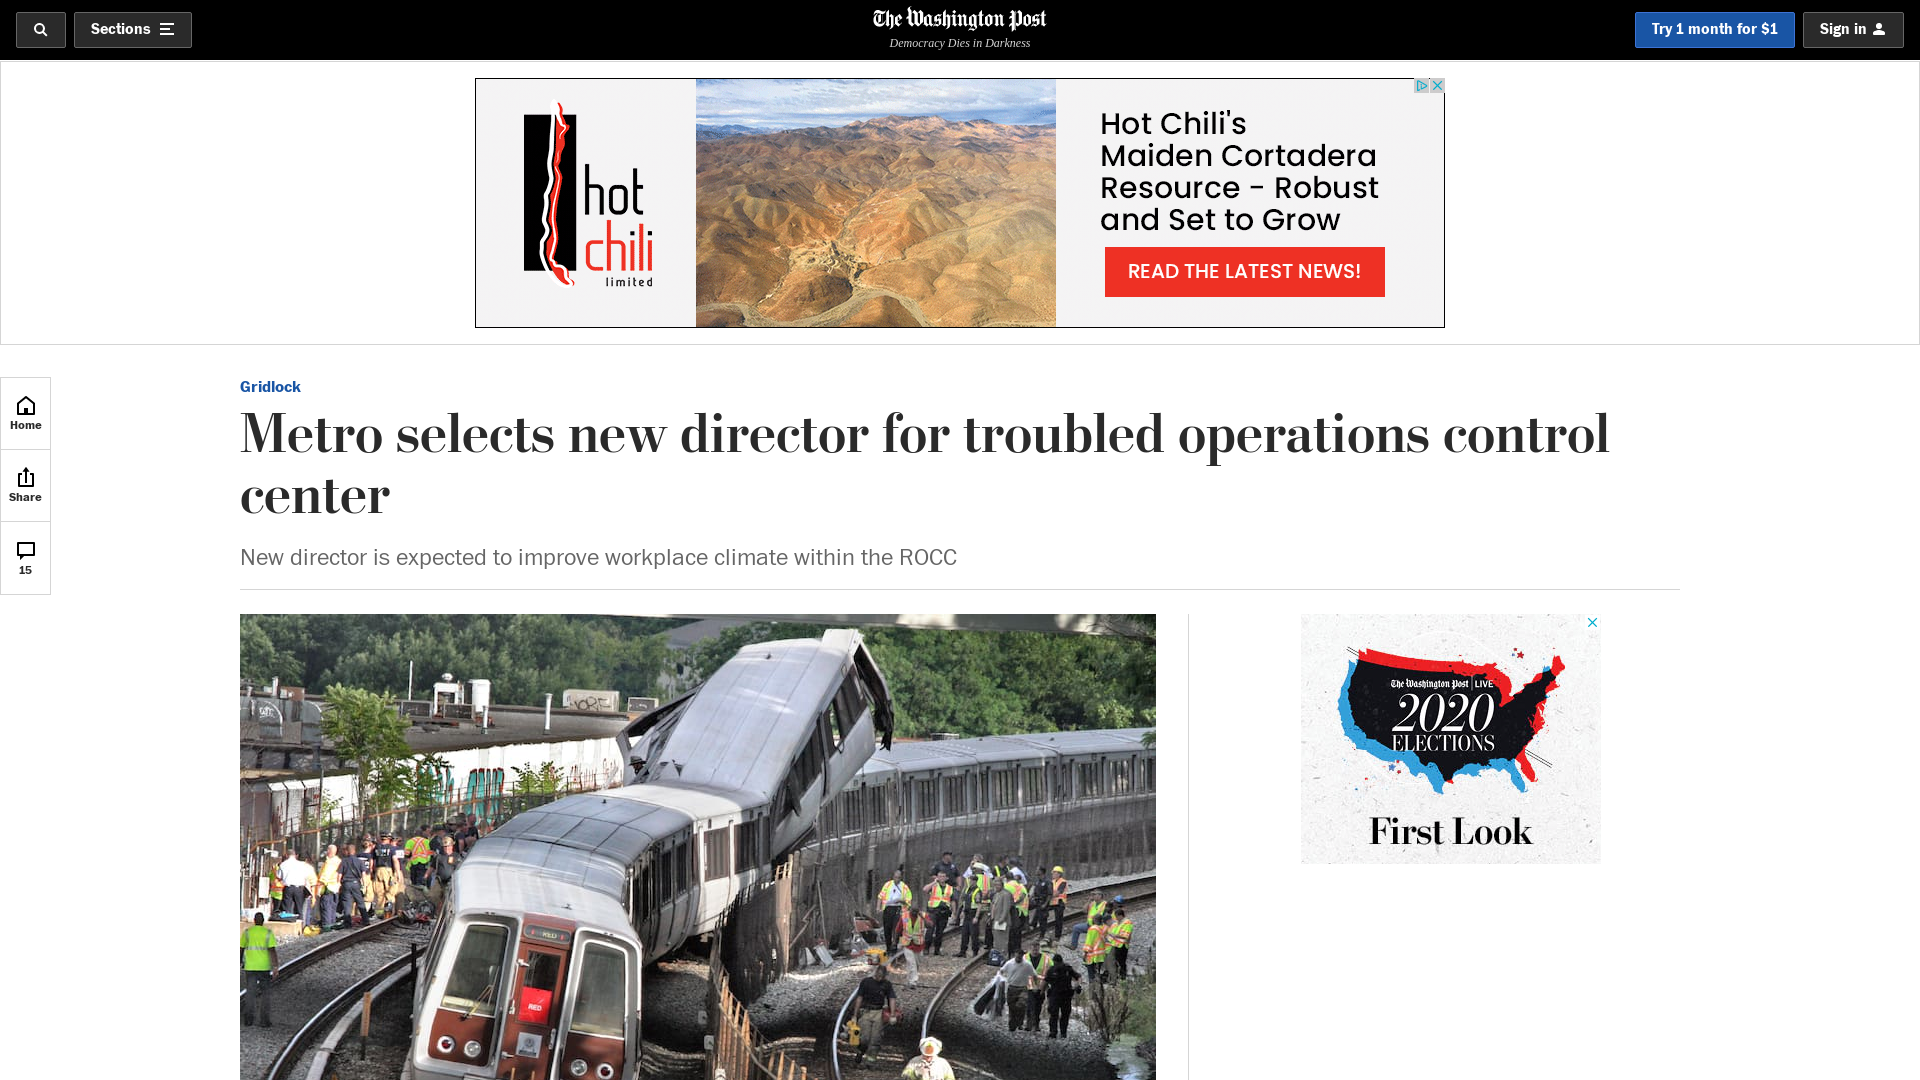 Sections
The Washington Post
Democracy Dies in Darkness
Try 1 month for $1
Sign in
hot
chili
limited
Hot Chili's
Maiden Cortadera
Resource - Robust
and Set to Grow
READ THE LATEST NEWS!
Home
Share
15
Gridlock
Metro selects new director for troubled operations control
center
New director is expected to improve workplace climate within the ROCC
RED
RED
The Washington Post LIVE
2020
ELECTIONS
First Look